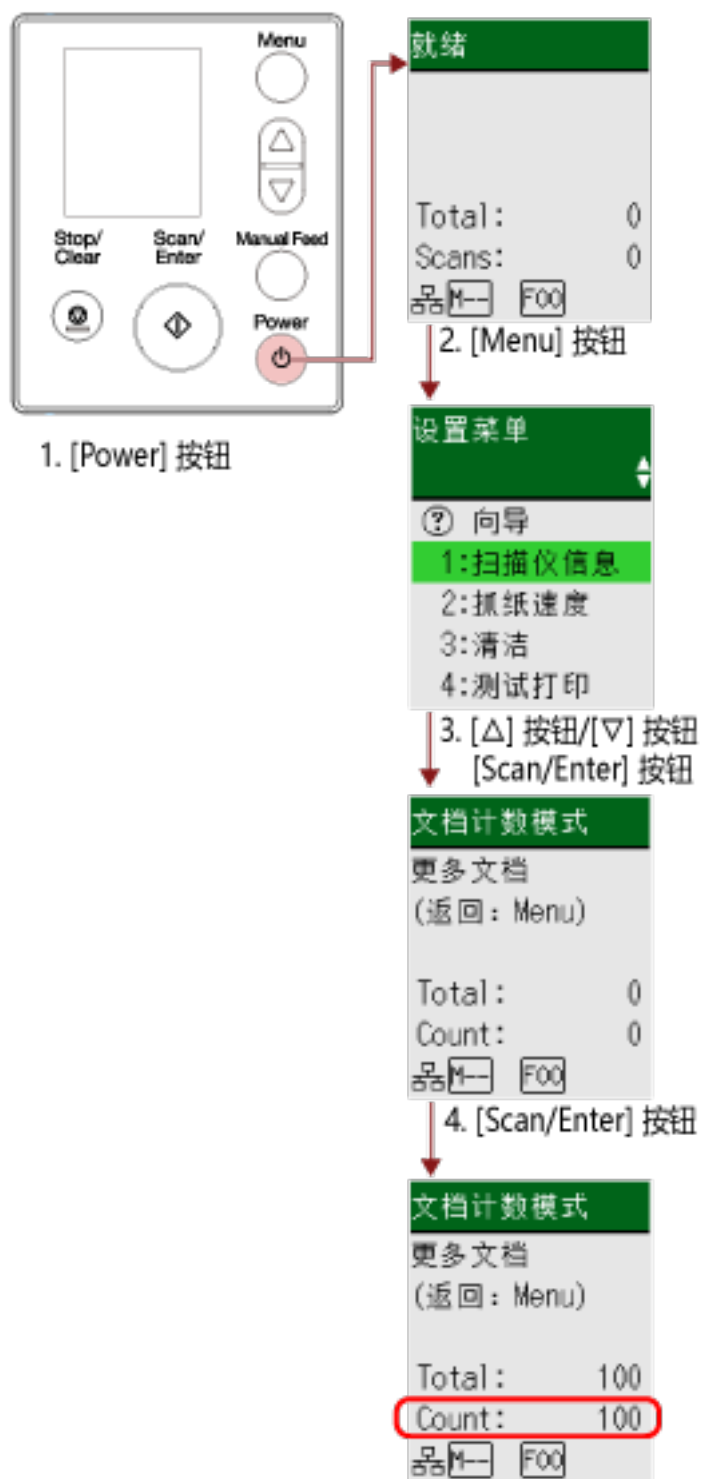 Menu
Stop/
Clear
Scan/
Enter
Manual Feed
Power
1. [Power] 按钮
就绪
Total: 0
Scans: 0
M-- F00
2. [Menu] 按钮
设置菜单
? 向导
1:扫描仪信息
2:抓纸速度
3:清洁
4:测试打印
3. [△] 按钮/[▽] 按钮
[Scan/Enter] 按钮
文档计数模式
更多文档
(返回: Menu)
Total: 0
Count: 0
M-- F00
4. [Scan/Enter] 按钮
文档计数模式
更多文档
(返回: Menu)
Total: 100
Count: 100
M-- F00